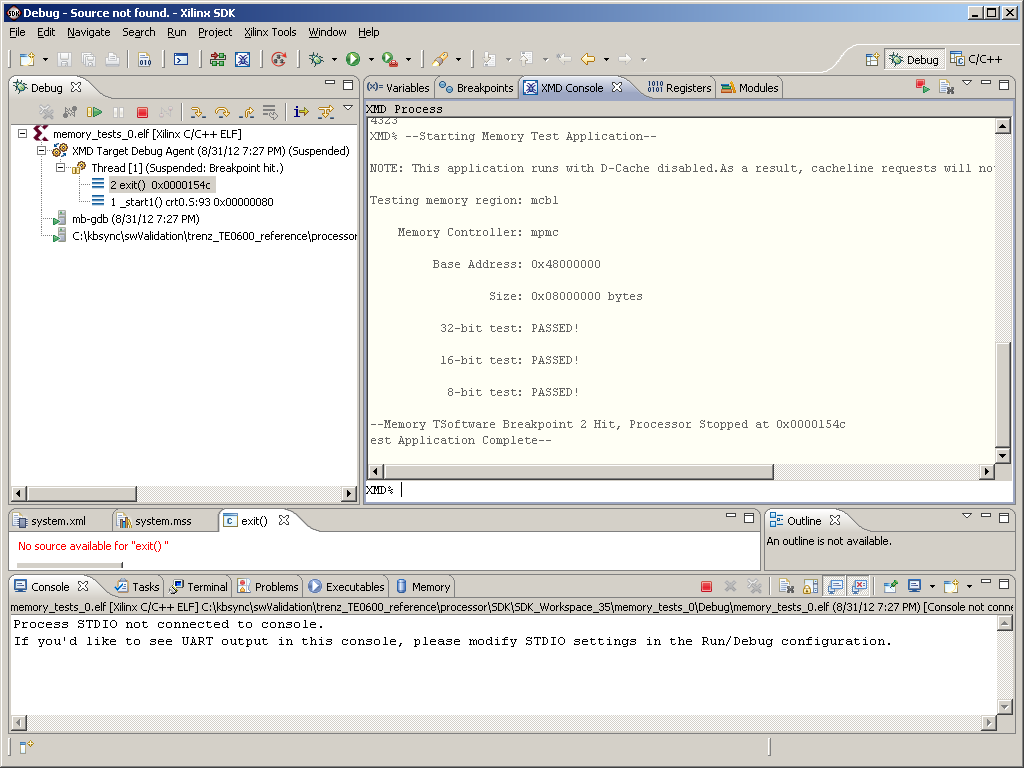 Debug - Source not found. - Xilinx SDK
File Edit Navigate Search Run Project Xilinx Tools Window Help
Debug C/C++
Debug
memory_tests_0.elf [Xilinx C/C++ ELF]
XMD Target Debug Agent (8/31/12 7:27 PM) (Suspended)
Thread [1] (Suspended: Breakpoint hit.)
2 exit() 0x0000154c
1 _start1() crt0.S:93 0x00000080
mb-gdb (8/31/12 7:27 PM)
C:\kbsync\swValidation\trenz_TE0600_reference\processor
Variables Breakpoints XMD Console Registers Modules
XMD Process
4323
XMD% --Starting Memory Test Application--
NOTE: This application runs with D-Cache disabled.As a result, cacheline requests will no
Testing memory region: mcbl
Memory Controller: mpmc
Base Address: 0x48000000
Size: 0x08000000 bytes
32-bit test: PASSED!
16-bit test: PASSED!
8-bit test: PASSED!
--Memory TSoftware Breakpoint 2 Hit, Processor Stopped at 0x0000154c
est Application Complete--
XMD%
system.xml system.mss exit()
No source available for "exit() "
Outline
An outline is not available.
Console Tasks Terminal Problems Executables Memory
memory_tests_0.elf [Xilinx C/C++ ELF] C:\kbsync\swValidation\trenz_TE0600_reference\processor\SDK\SDK_Workspace_35\memory_tests_0\Debug\memory_tests_0.elf (8/31/12 7:27 PM) [Console not conne
Process STDIO not connected to console.
If you'd like to see UART output in this console, please modify STDIO settings in the Run/Debug configuration.